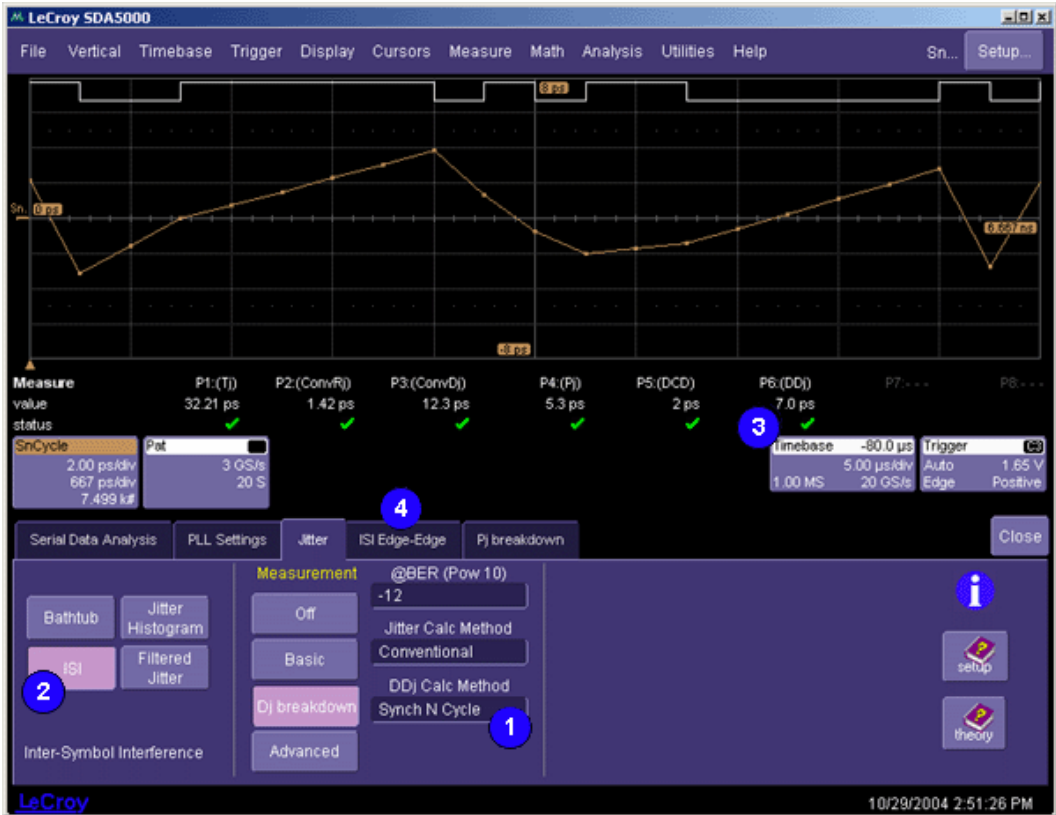 LeCroy SDA5000
File Vertical Timebase Trigger Display Cursors Measure Math Analysis Utilities Help Sn... Setup...
8 ps
Sn. 0 ps
6.667 ns
-8 ps
Measure P1:(Tj) P2:(ConvRj) P3:(ConvDj) P4:(Pj) P5:(DCD) P6:(DDj) P7:- - - P8:- - -
value 32.21 ps 1.42 ps 12.3 ps 5.3 ps 2 ps 7.0 ps
status
3
SnCycle Pat Timebase -80.0 µs Trigger C3
2.00 ps/div 3 GS/s 5.00 µs/div Auto 1.65 V
667 ps/div 20 S 1.00 MS 20 GS/s Edge Positive
7.499 k#
4
Serial Data Analysis PLL Settings Jitter ISI Edge-Edge Pj breakdown Close
Measurement @BER (Pow 10)
-12
Bathtub Jitter Histogram Off
Jitter Calc Method
ISI Filtered Jitter Basic Conventional
setup
2
DDj Calc Method
Dj breakdown Synch N Cycle
1
theory
Inter-Symbol Interference Advanced
LeCroy 10/29/2004 2:51:26 PM